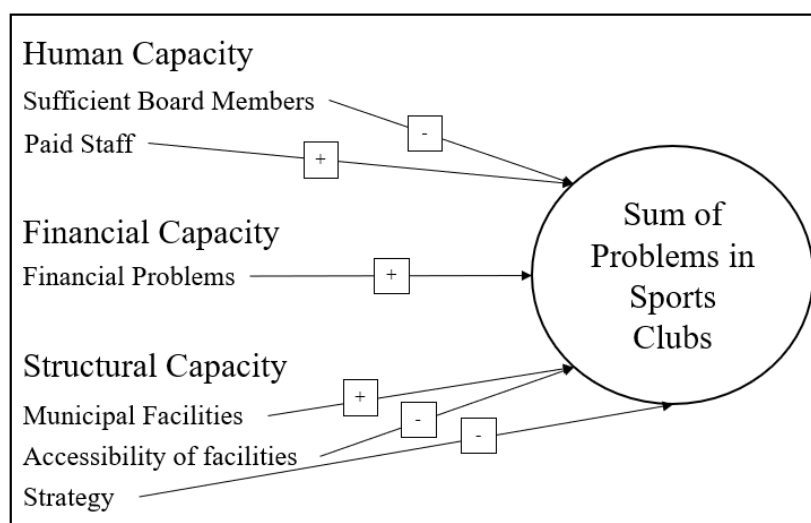 Human Capacity
Sufficient Board Members
-
Paid Staff
+
Financial Capacity
Financial Problems
+
Structural Capacity
Municipal Facilities
+
Accessibility of facilities
-
Strategy
-
Sum of
Problems in
Sports
Clubs